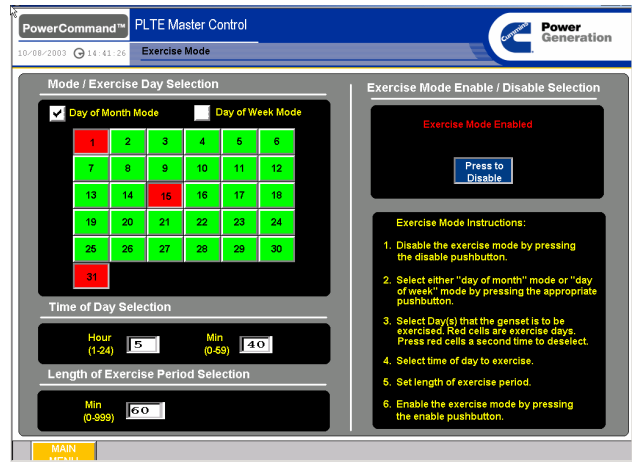 PowerCommand™
PLTE Master Control
Cummins
Power
Generation
10/08/2003 14:41:26
Exercise Mode
Mode / Exercise Day Selection
Day of Month Mode
Day of Week Mode
1 2 3 4 5 6
7 8 9 10 11 12
13 14 15 16 17 18
19 20 21 22 23 24
25 26 27 28 29 30
31
Time of Day Selection
Hour
(1-24)
5
Min
(0-59)
40
Length of Exercise Period Selection
Min
(0-999)
60
Exercise Mode Enable / Disable Selection
Exercise Mode Enabled
Press to
Disable
Exercise Mode Instructions:
1. Disable the exercise mode by pressing
the disable pushbutton.
2. Select either "day of month" mode or "day
of week" mode by pressing the appropriate
pushbutton.
3. Select Day(s) that the genset is to be
exercised. Red cells are exercise days.
Press red cells a second time to deselect.
4. Select time of day to exercise.
5. Set length of exercise period.
6. Enable the exercise mode by pressing
the enable pushbutton.
MAIN
MENU